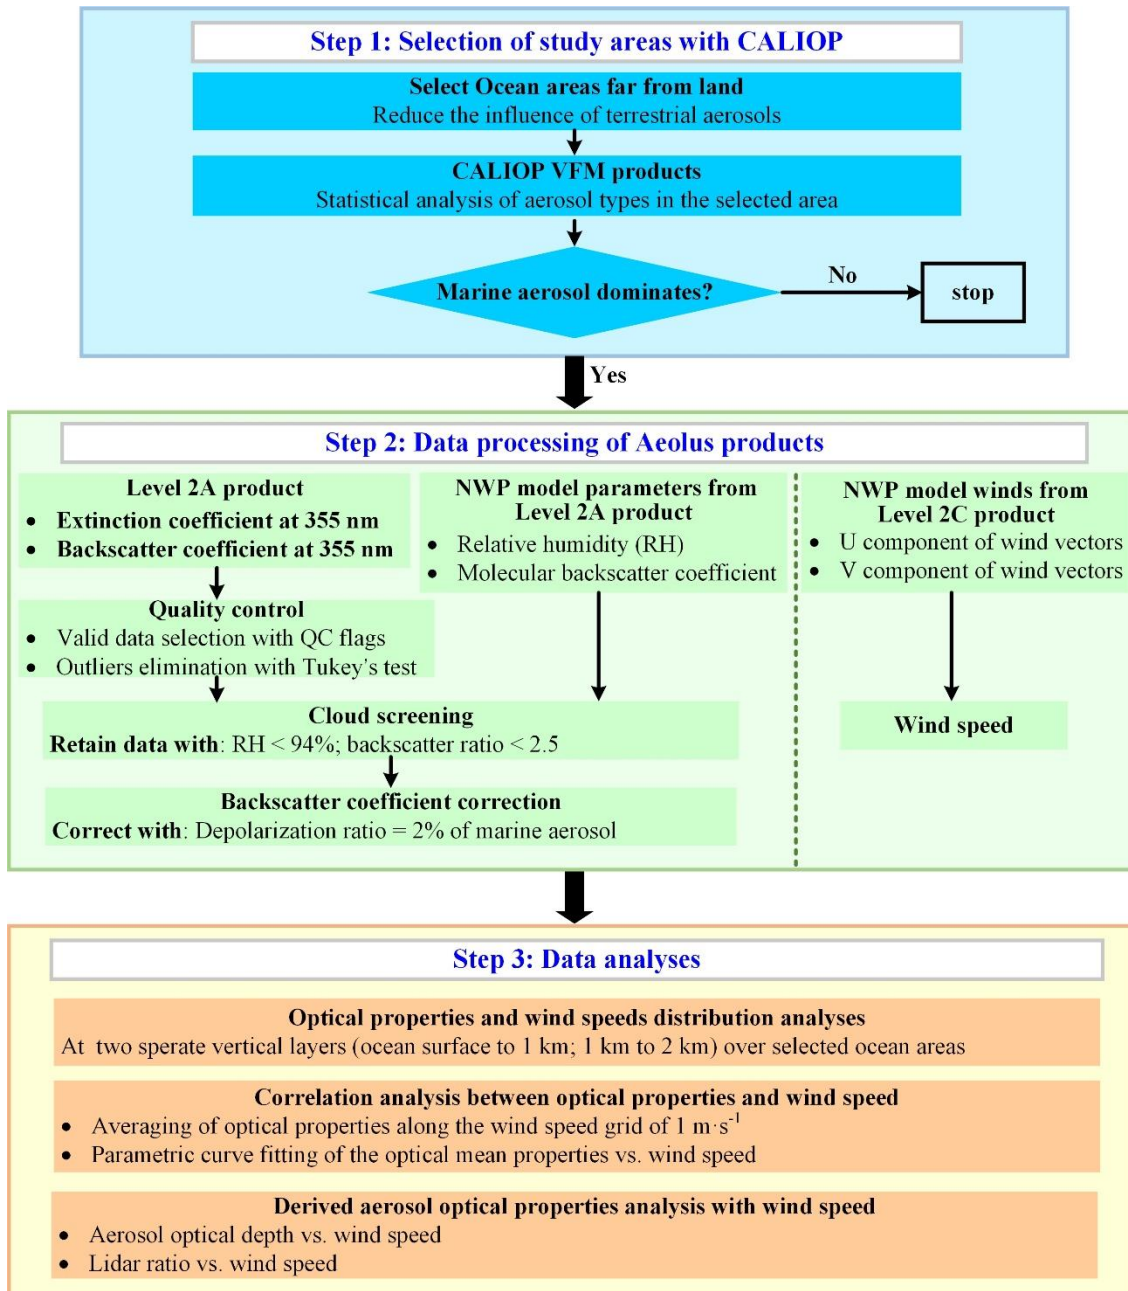 Step 1: Selection of study areas with CALIOP
Select Ocean areas far from land
Reduce the influence of terrestrial aerosols
CALIOP VFM products
Statistical analysis of aerosol types in the selected area
Marine aerosol dominates?
No
stop
Yes
Step 2: Data processing of Aeolus products
Level 2A product
• Extinction coefficient at 355 nm
• Backscatter coefficient at 355 nm
Quality control
• Valid data selection with QC flags
• Outliers elimination with Tukey's test
NWP model parameters from
Level 2A product
• Relative humidity (RH)
• Molecular backscatter coefficient
Cloud screening
Retain data with: RH < 94%; backscatter ratio < 2.5
Backscatter coefficient correction
Correct with: Depolarization ratio = 2% of marine aerosol
NWP model winds from
Level 2C product
• U component of wind vectors
• V component of wind vectors
Wind speed
Step 3: Data analyses
Optical properties and wind speeds distribution analyses
At two sperate vertical layers (ocean surface to 1 km; 1 km to 2 km) over selected ocean areas
Correlation analysis between optical properties and wind speed
• Averaging of optical properties along the wind speed grid of 1 m·s⁻¹
• Parametric curve fitting of the optical mean properties vs. wind speed
Derived aerosol optical properties analysis with wind speed
• Aerosol optical depth vs. wind speed
• Lidar ratio vs. wind speed